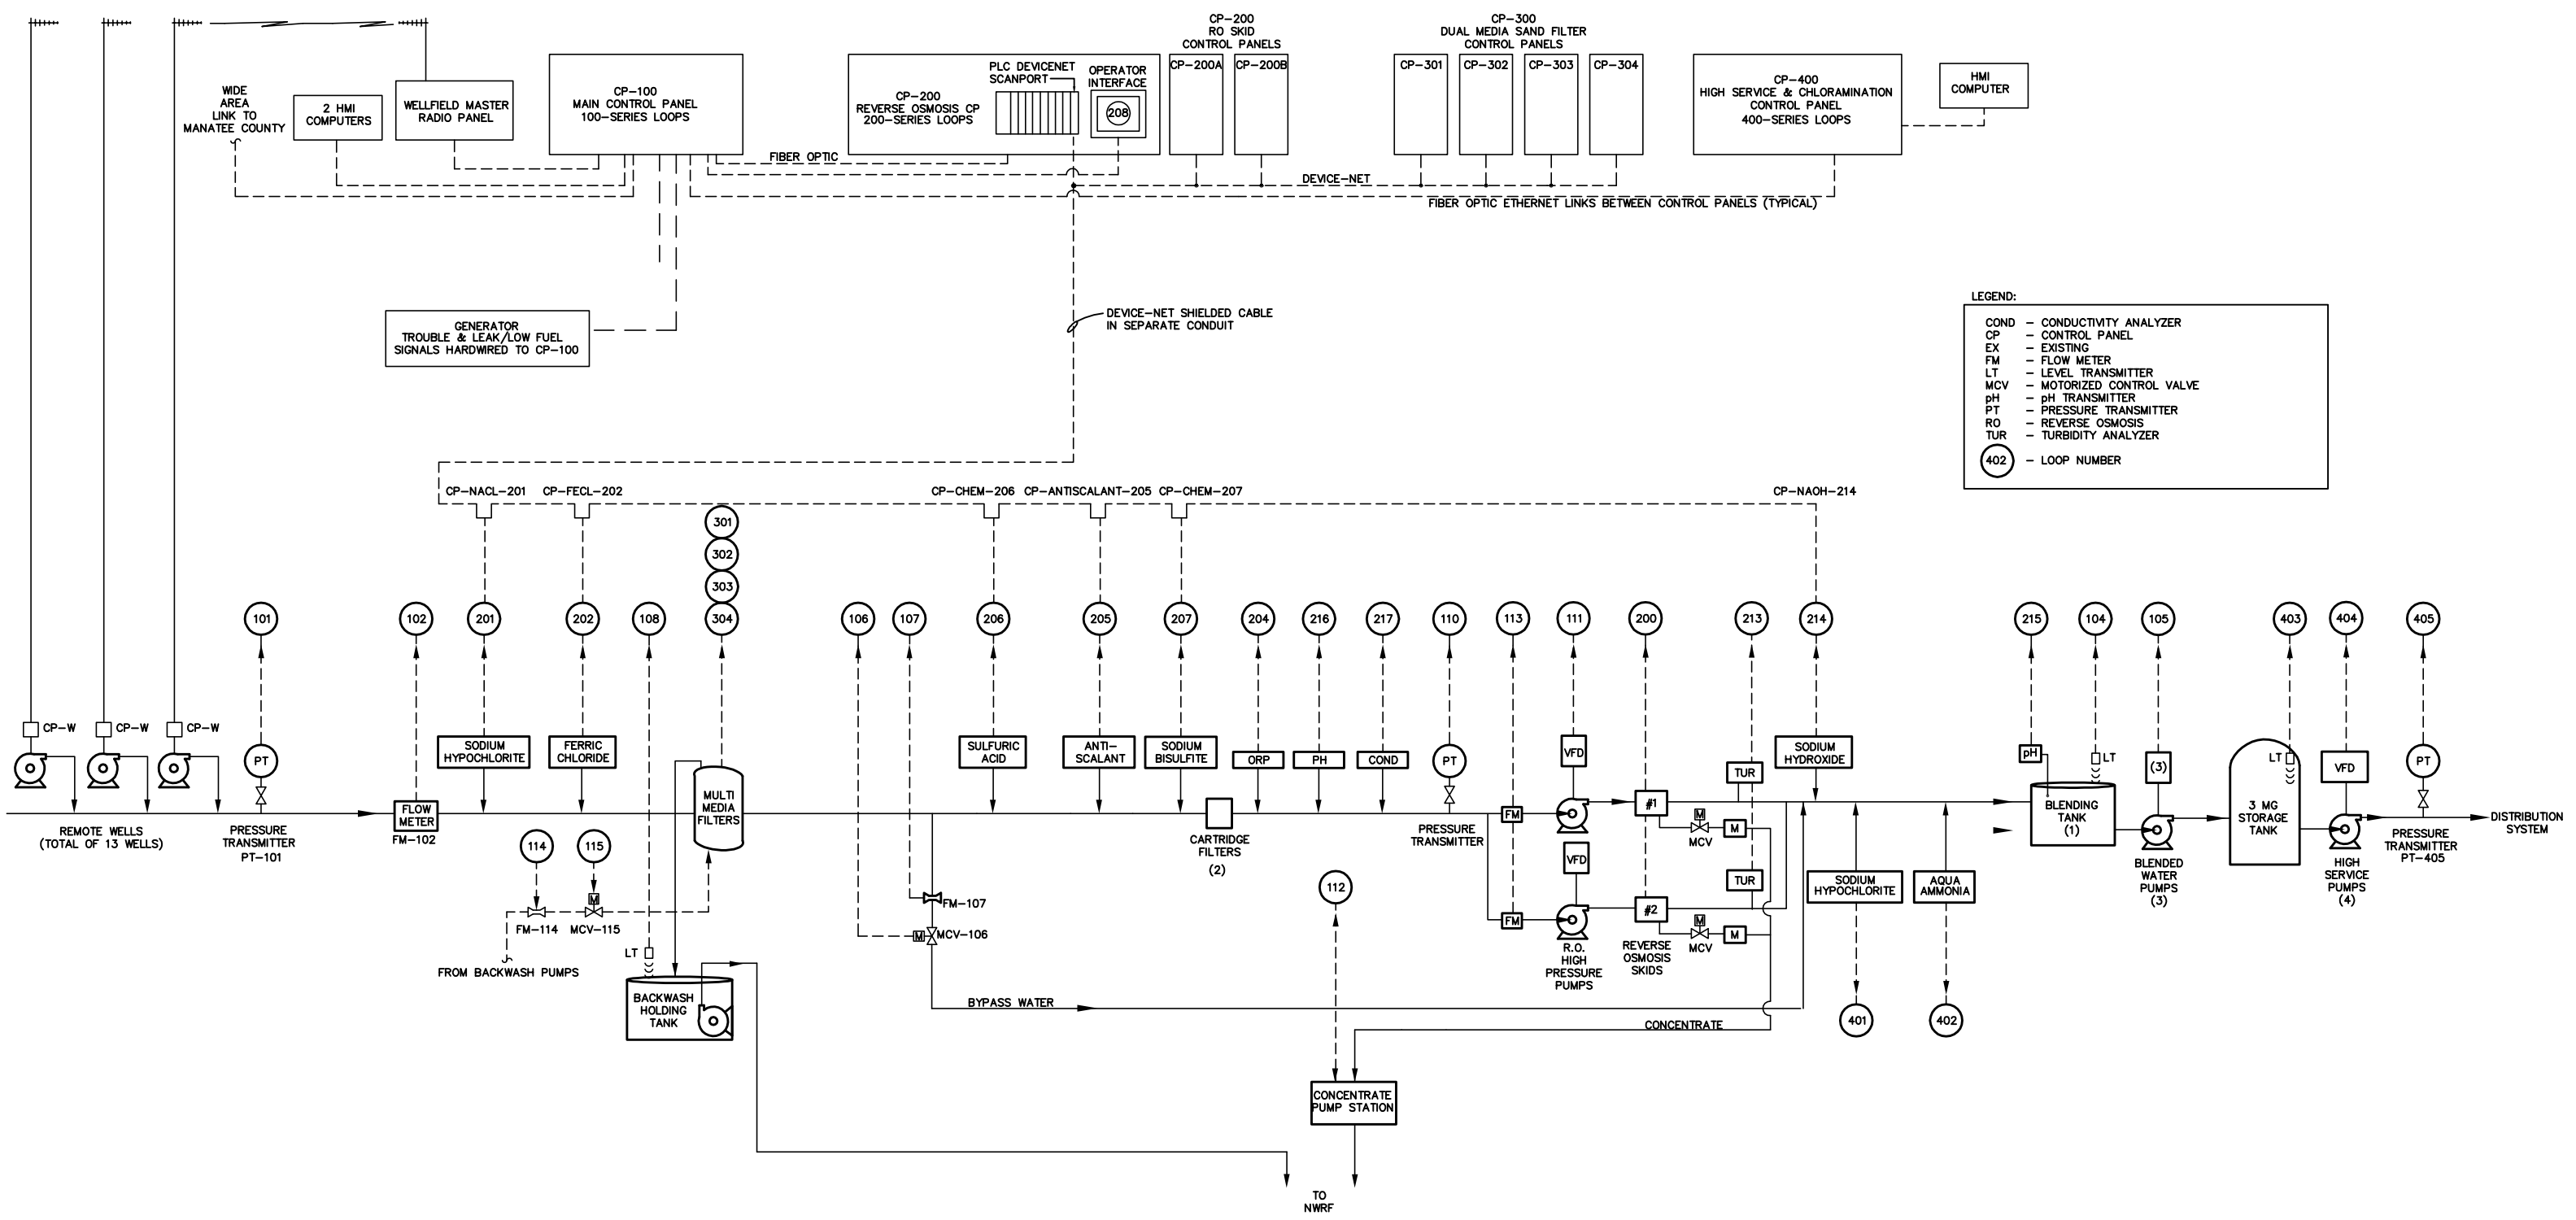 CP-200
RO SKID
CONTROL PANELS
CP-300
DUAL MEDIA SAND FILTER
CONTROL PANELS
WIDE
AREA
LINK TO
MANATEE COUNTY
2 HMI
COMPUTERS
WELLFIELD MASTER
RADIO PANEL
CP-100
MAIN CONTROL PANEL
100-SERIES LOOPS
CP-200
REVERSE OSMOSIS CP
200-SERIES LOOPS
PLC DEVICENET
SCANPORT
OPERATOR
INTERFACE
208
CP-200A
CP-200B
CP-301
CP-302
CP-303
CP-304
CP-400
HIGH SERVICE & CHLORAMINATION
CONTROL PANEL
400-SERIES LOOPS
HMI
COMPUTER
FIBER OPTIC
DEVICE-NET
FIBER OPTIC ETHERNET LINKS BETWEEN CONTROL PANELS (TYPICAL)
GENERATOR
TROUBLE & LEAK/LOW FUEL
SIGNALS HARDWIRED TO CP-100
DEVICE-NET SHIELDED CABLE
IN SEPARATE CONDUIT
LEGEND:
COND - CONDUCTIVITY ANALYZER
CP - CONTROL PANEL
EX - EXISTING
FM - FLOW METER
LT - LEVEL TRANSMITTER
MCV - MOTORIZED CONTROL VALVE
pH - pH TRANSMITTER
PT - PRESSURE TRANSMITTER
RO - REVERSE OSMOSIS
TUR - TURBIDITY ANALYZER
402 - LOOP NUMBER
CP-NACL-201
CP-FECL-202
CP-CHEM-206
CP-ANTISCALANT-205
CP-CHEM-207
CP-NAOH-214
301
302
303
304
101
102
201
202
108
106
107
206
205
207
204
216
217
110
113
111
200
213
214
215
104
105
403
404
405
CP-W
CP-W
CP-W
PT
SODIUM
HYPOCHLORITE
FERRIC
CHLORIDE
SULFURIC
ACID
ANTI-
SCALANT
SODIUM
BISULFITE
ORP
PH
COND
PT
VFD
TUR
SODIUM
HYDROXIDE
pH
LT
(3)
LT
VFD
PT
REMOTE WELLS
(TOTAL OF 13 WELLS)
PRESSURE
TRANSMITTER
PT-101
FLOW
METER
FM-102
MULTI
MEDIA
FILTERS
CARTRIDGE
FILTERS
(2)
PRESSURE
TRANSMITTER
FM
#1
M
MCV
M
VFD
TUR
FM
#2
M
MCV
M
R.O.
HIGH
PRESSURE
PUMPS
REVERSE
OSMOSIS
SKIDS
SODIUM
HYPOCHLORITE
AQUA
AMMONIA
401
402
BLENDING
TANK
(1)
BLENDED
WATER
PUMPS
(3)
3 MG
STORAGE
TANK
HIGH
SERVICE
PUMPS
(4)
PRESSURE
TRANSMITTER
PT-405
DISTRIBUTION
SYSTEM
114
115
M
FM-114
MCV-115
FROM BACKWASH PUMPS
LT
BACKWASH
HOLDING
TANK
FM-107
M
MCV-106
BYPASS WATER
112
CONCENTRATE
CONCENTRATE
PUMP STATION
TO
NWRF